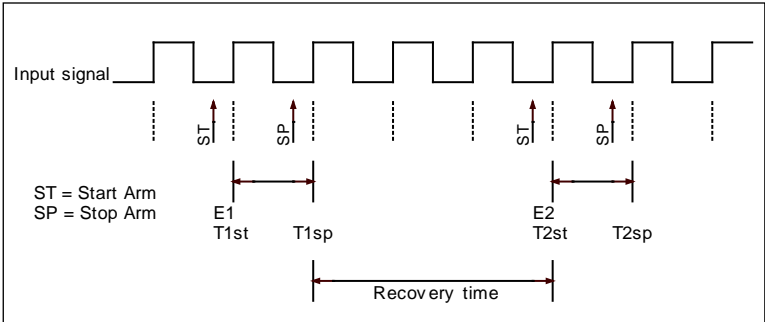 Input signal
ST
SP
ST
SP
ST = Start Arm
SP = Stop Arm
E1
E2
T1st
T1sp
T2st
T2sp
Recovery time